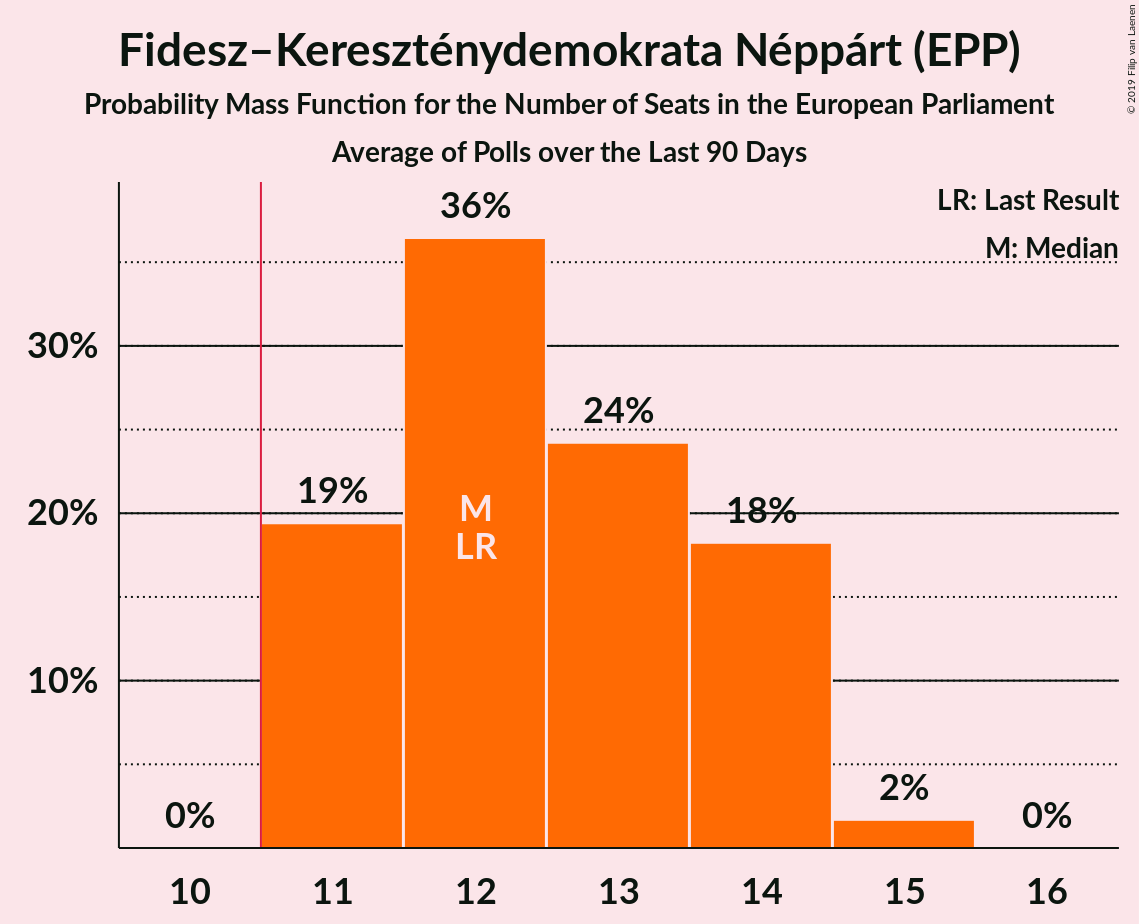 Fidesz–Kereszténydemokrata Néppárt (EPP)
Probability Mass Function for the Number of Seats in the European Parliament
Average of Polls over the Last 90 Days
© 2019 Filip van Laenen
LR: Last Result
M: Median
36%
30%
24%
19%
20%
M
18%
LR
10%
2%
0%
0%
10 11 12 13 14 15 16